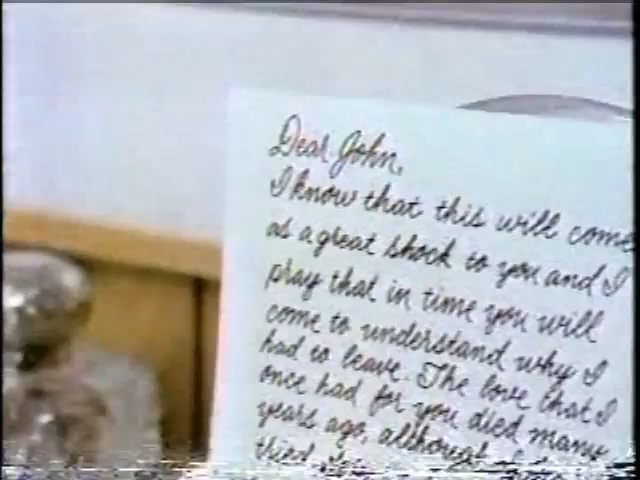 Dear John,
I know that this will come
as a great shock to you and I
pray that in time you will
come to understand why I
had to leave. The love that I
once had for you died many
years ago, although
tried